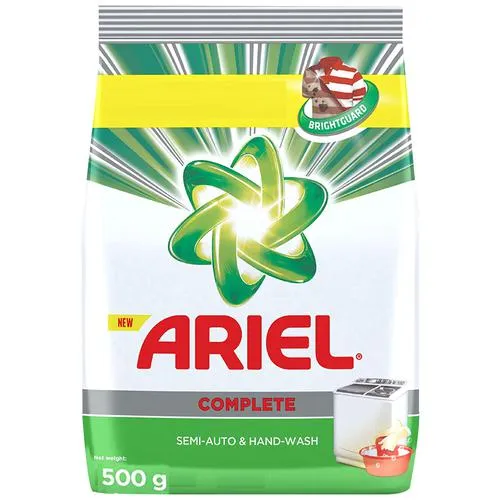 BRIGHTGUARD
NEW
ARIEL®
COMPLETE
SEMI-AUTO & HAND-WASH
Net weight:
500 g